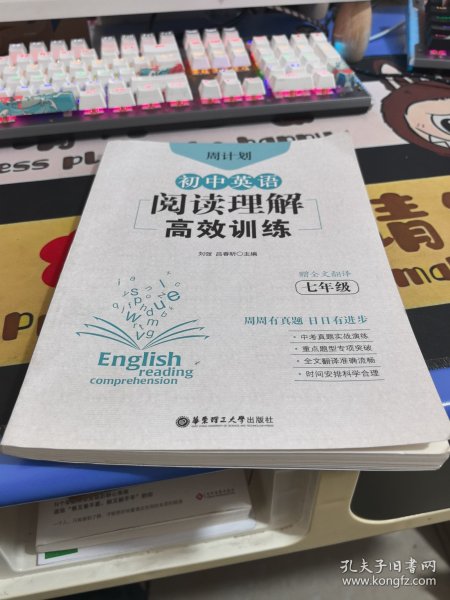 周计划
初中英语
阅读理解
高效训练
刘弢 吕春昕○主编
赠全文翻译
七年级
周周有真题 日日有进步
·中考真题实战演练
·重点题型专项突破
·全文翻译准确流畅
·时间安排科学合理
English
reading
comprehension
華東理工大學出版社
孔夫子旧书网
www.kongfz.com